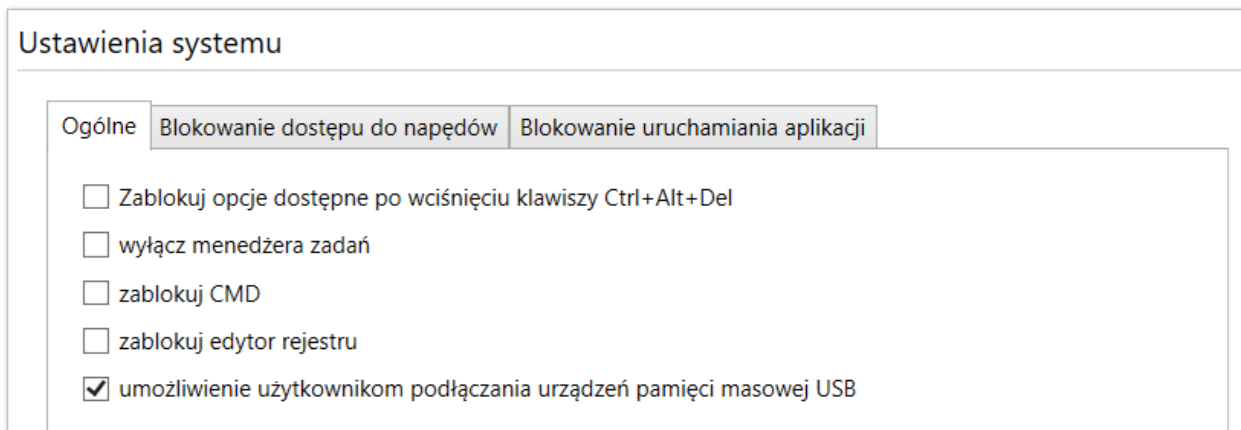 Ustawienia systemu
Ogólne Blokowanie dostępu do napędów Blokowanie uruchamiania aplikacji
Zablokuj opcje dostępne po wciśnięciu klawiszy Ctrl+Alt+Del
wyłącz menedżera zadań
zablokuj CMD
zablokuj edytor rejestru
umożliwienie użytkownikom podłączania urządzeń pamięci masowej USB